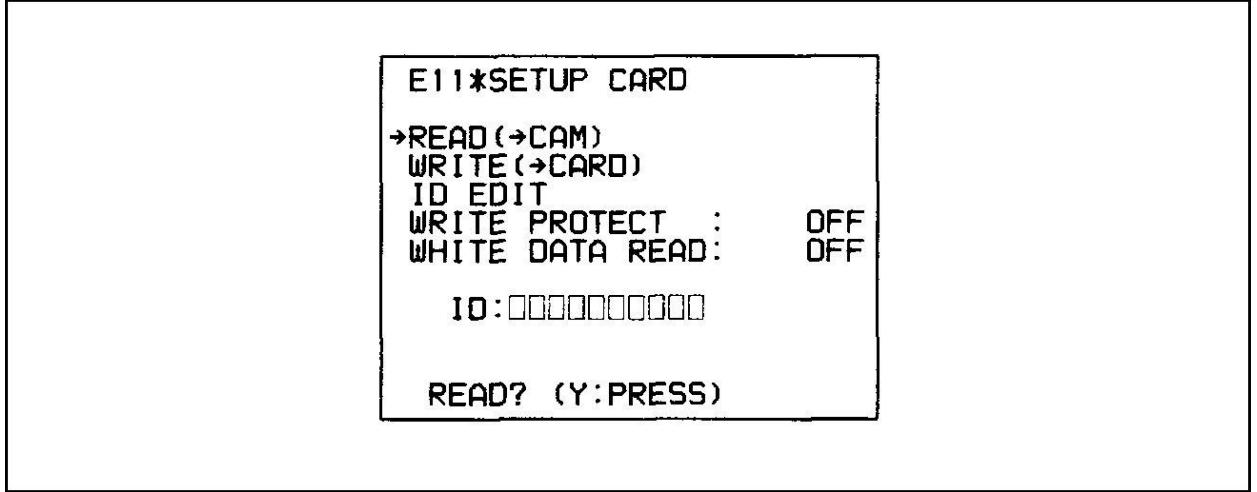 E11*SETUP CARD
→READ(→CAM)
WRITE(→CARD)
ID EDIT
WRITE PROTECT : OFF
WHITE DATA READ: OFF
ID:□□□□□□□□□□
READ? (Y:PRESS)